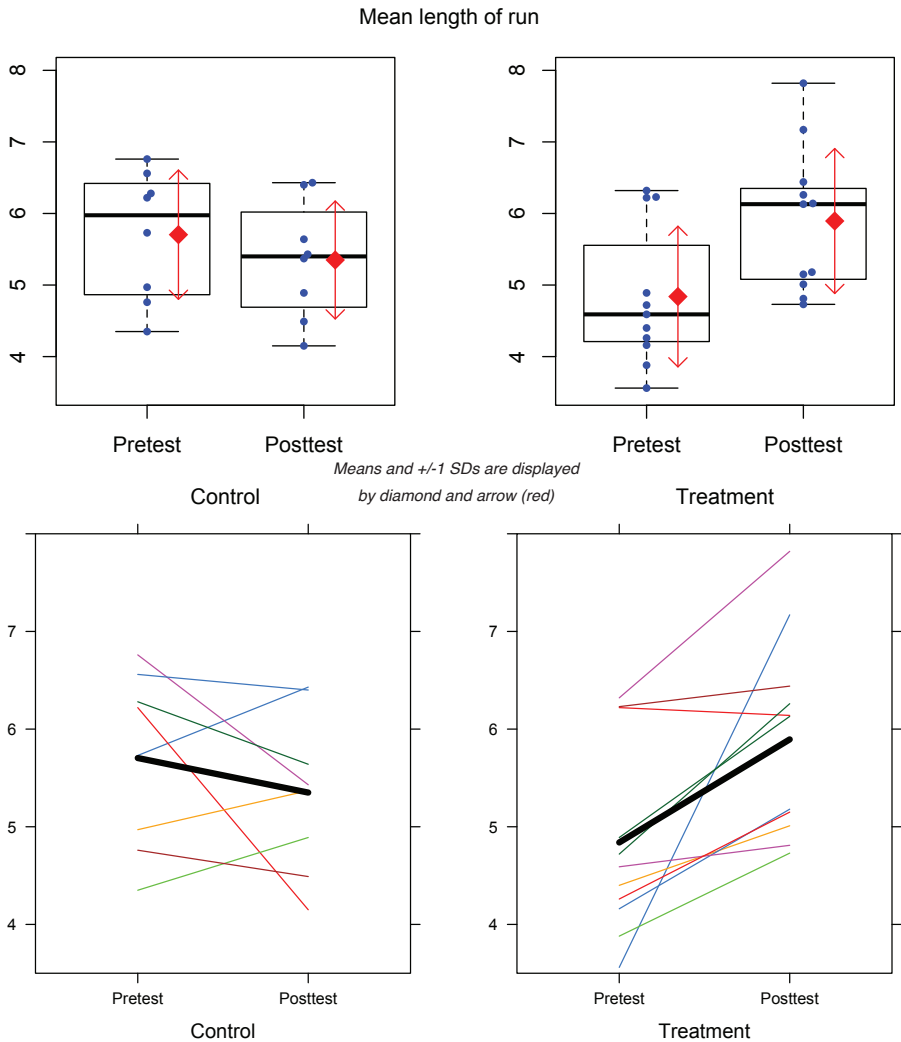 Mean length of run
8
7
6
5
4
Pretest Posttest
Control
8
7
6
5
4
Pretest Posttest
Treatment
Means and +/-1 SDs are displayed
by diamond and arrow (red)
7
6
5
4
Pretest Posttest
Control
7
6
5
4
Pretest Posttest
Treatment